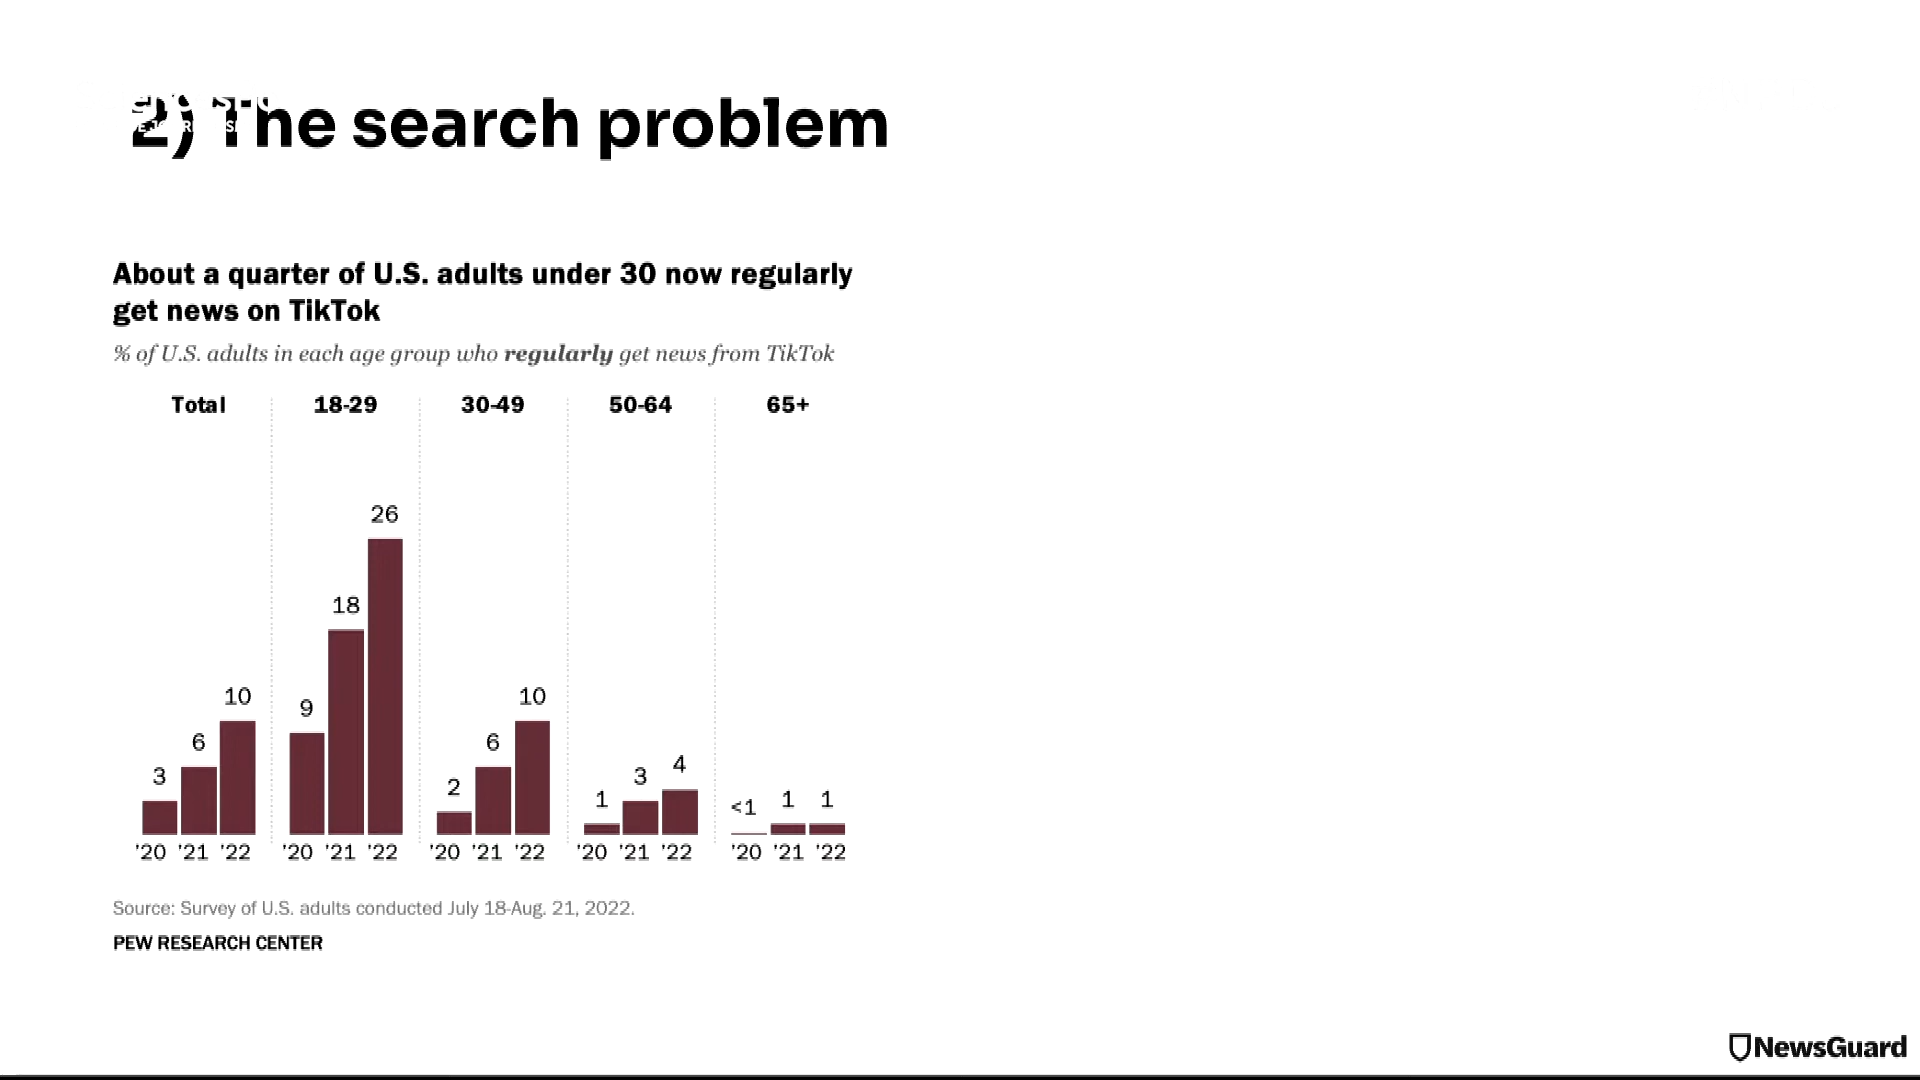 2) The search problem
About a quarter of U.S. adults under 30 now regularly
get news on TikTok
% of U.S. adults in each age group who regularly get news from TikTok
Total 18-29 30-49 50-64 65+
3 6 10 9 18 26 2 6 10 1 3 4 <1 1 1
'20 '21 '22 '20 '21 '22 '20 '21 '22 '20 '21 '22 '20 '21 '22
Source: Survey of U.S. adults conducted July 18-Aug. 21, 2022.
PEW RESEARCH CENTER
NewsGuard